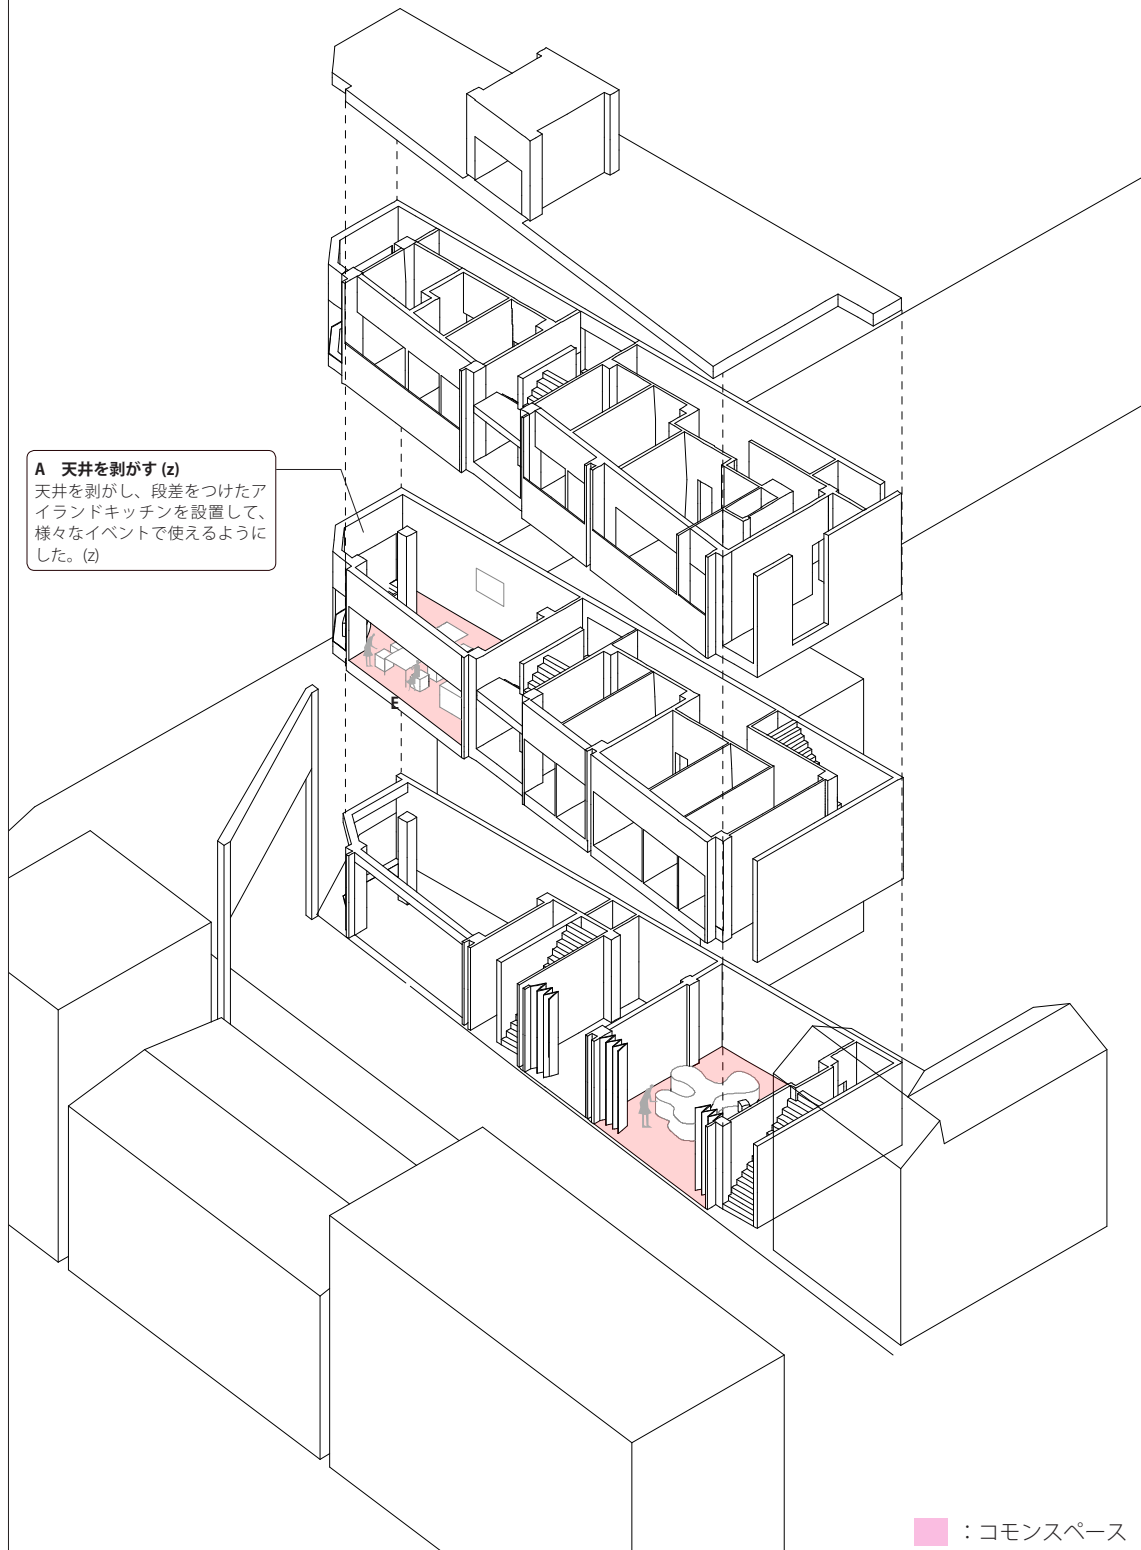 A 天井を剥がす (z)
天井を剥がし、段差をつけたア
イランドキッチンを設置して、
様々なイベントで使えるように
した。(z)
E
：コモンスペース